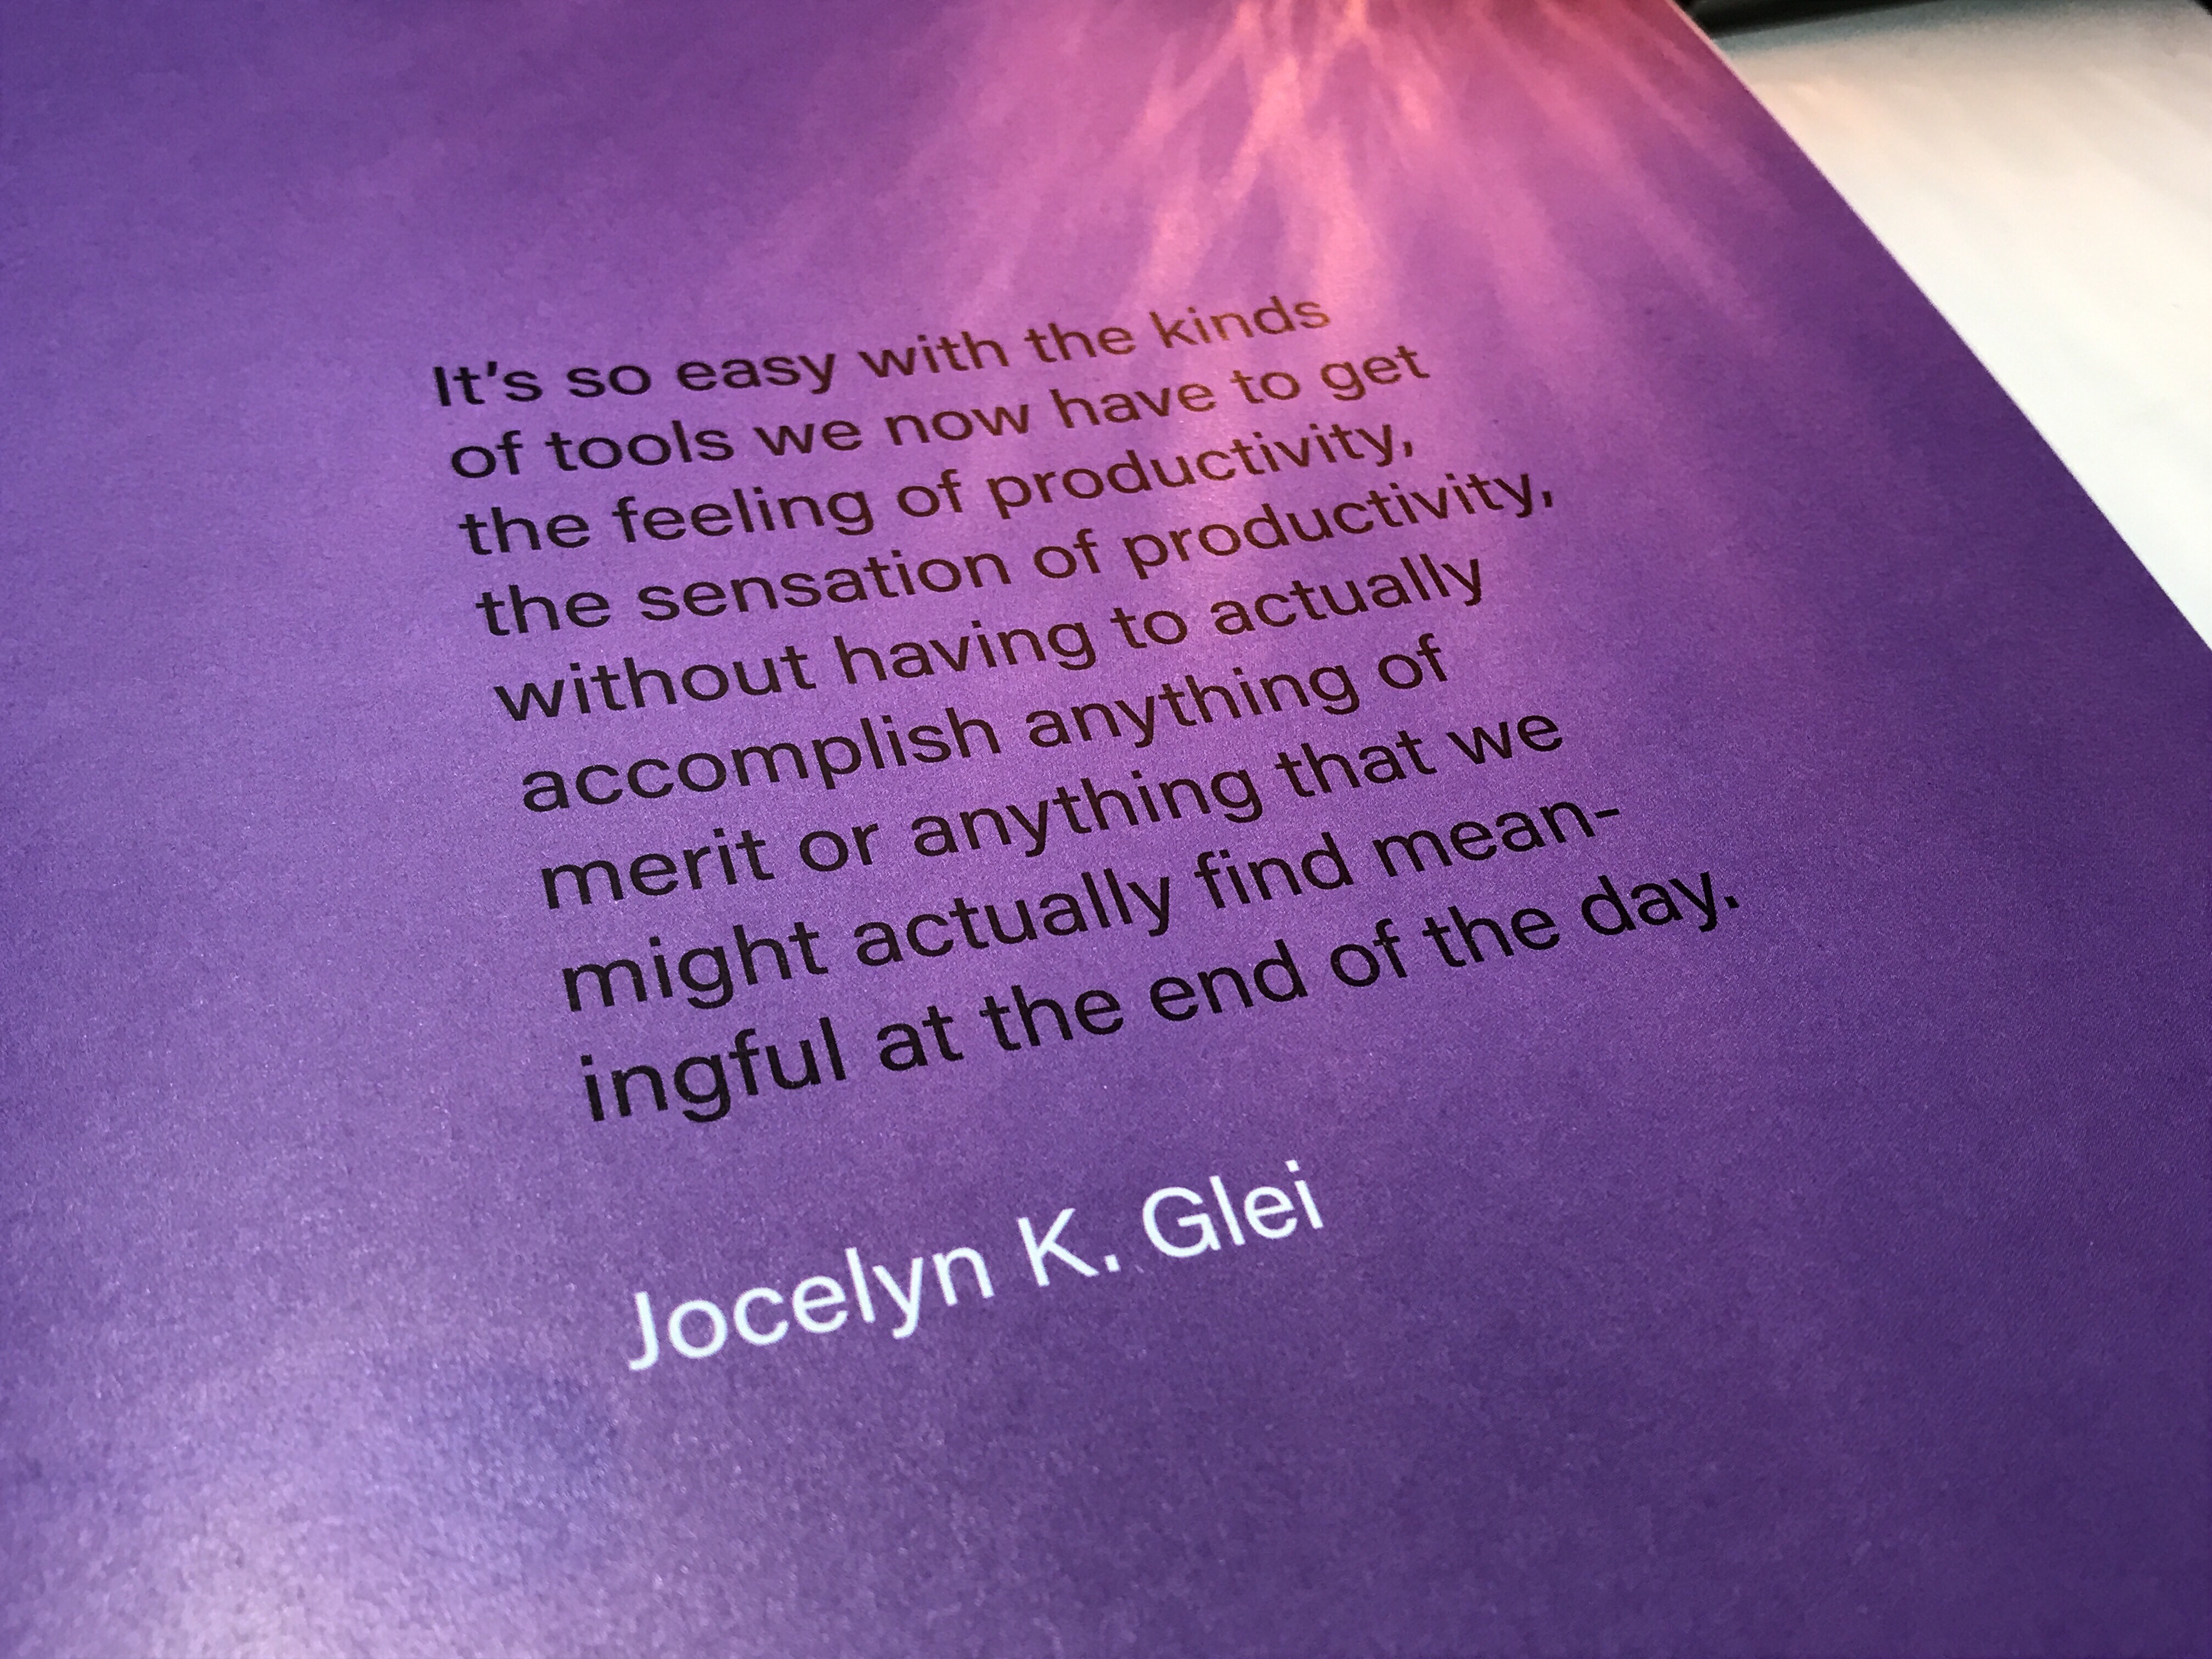 It's so easy with the kinds
of tools we now have to get
the feeling of productivity,
the sensation of productivity,
without having to actually
accomplish anything of
merit or anything that we
might actually find mean-
ingful at the end of the day.
Jocelyn K. Glei